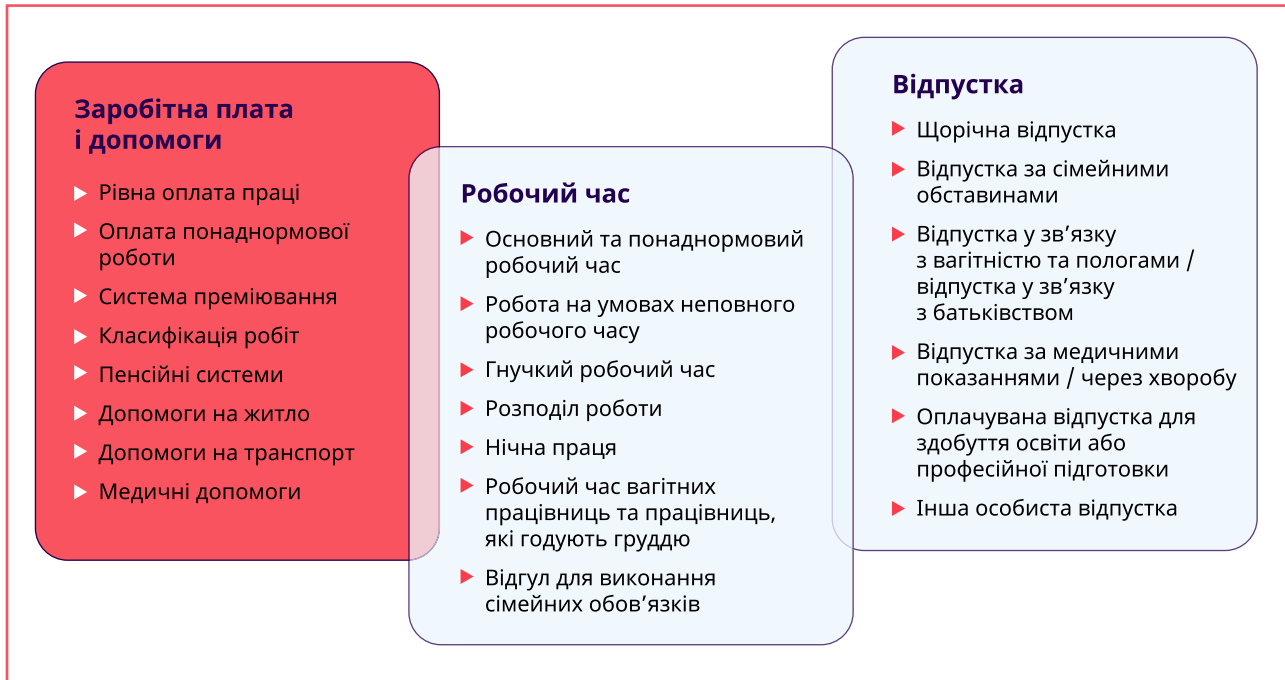 Заробітна плата
і допомоги
Рівна оплата праці
Оплата понаднормової
роботи
Система преміювання
Класифікація робіт
Пенсійні системи
Допомоги на житло
Допомоги на транспорт
Медичні допомоги
Робочий час
Основний та понаднормовий
робочий час
Робота на умовах неповного
робочого часу
Гнучкий робочий час
Розподіл роботи
Нічна праця
Робочий час вагітних
працівниць та працівниць,
які годують груддю
Відгул для виконання
сімейних обов’язків
Відпустка
Щорічна відпустка
Відпустка за сімейними
обставинами
Відпустка у зв’язку
з вагітністю та пологами /
відпустка у зв’язку
з батьківством
Відпустка за медичними
показаннями / через хворобу
Оплачувана відпустка для
здобуття освіти або
професійної підготовки
Інша особиста відпустка